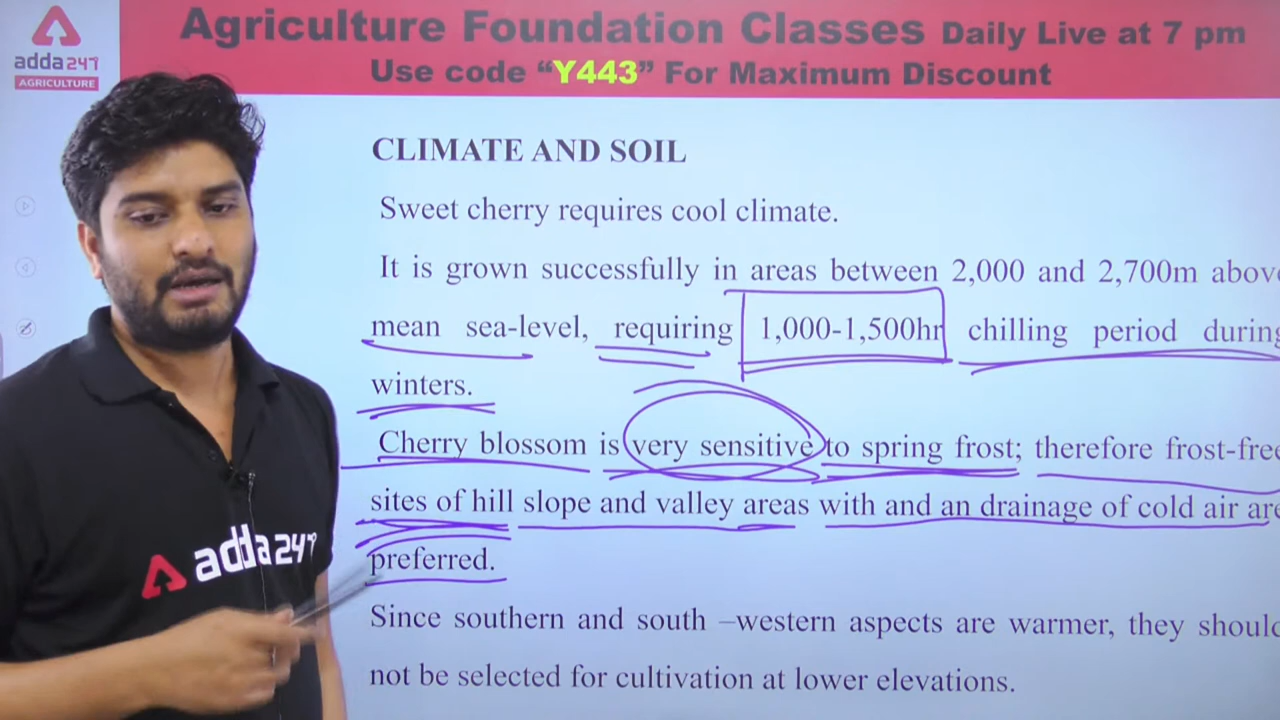 Agriculture Foundation Classes Daily Live at 7 pm
Use code “Y443” For Maximum Discount
adda247
AGRICULTURE
CLIMATE AND SOIL
Sweet cherry requires cool climate.
It is grown successfully in areas between 2,000 and 2,700m above
mean sea-level, requiring 1,000-1,500hr chilling period during
winters.
Cherry blossom is very sensitive to spring frost; therefore frost-free
sites of hill slope and valley areas with and an drainage of cold air are
preferred.
Since southern and south –western aspects are warmer, they should
not be selected for cultivation at lower elevations.
adda247